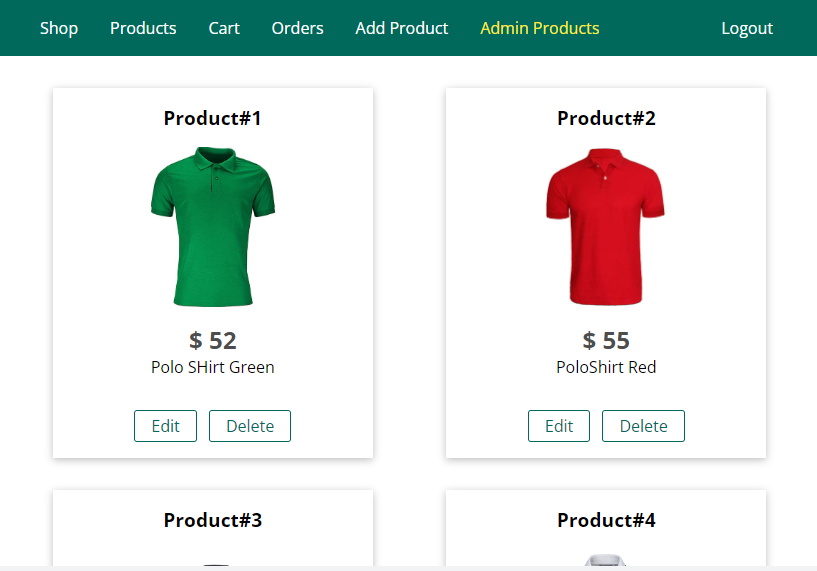 Shop Products Cart Orders Add Product Admin Products Logout
Product#1
$ 52
Polo SHirt Green
Edit Delete
Product#2
$ 55
PoloShirt Red
Edit Delete
Product#3
Product#4